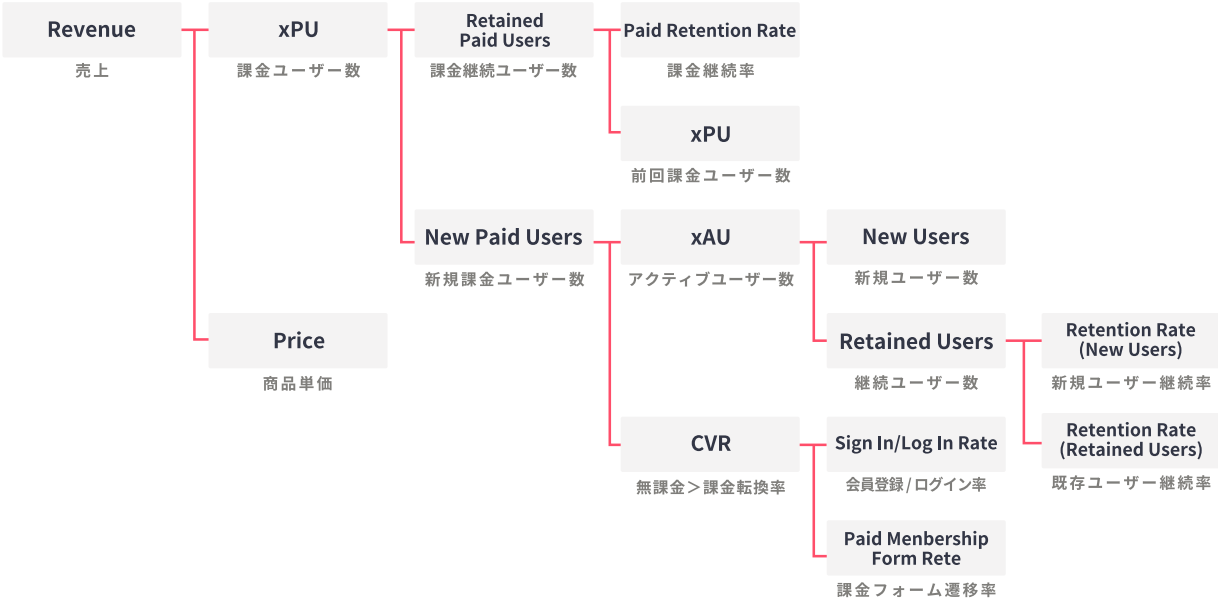 Revenue
売上
xPU
課金ユーザー数
Retained
Paid Users
課金継続ユーザー数
Paid Retention Rate
課金継続率
xPU
前回課金ユーザー数
New Paid Users
新規課金ユーザー数
xAU
アクティブユーザー数
New Users
新規ユーザー数
Price
商品単価
Retained Users
継続ユーザー数
Retention Rate
(New Users)
新規ユーザー継続率
Retention Rate
(Retained Users)
既存ユーザー継続率
CVR
無課金＞課金転換率
Sign In/Log In Rate
会員登録/ログイン率
Paid Menbership
Form Rete
課金フォーム遷移率